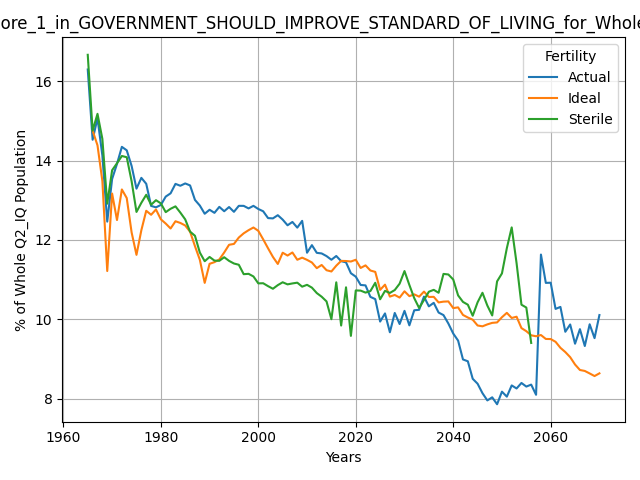 ore_1_in_GOVERNMENT_SHOULD_IMPROVE_STANDARD_OF_LIVING_for_Whole
Fertility
Actual
Ideal
Sterile
% of Whole Q2_IQ Population
16
14
12
10
8
1960
1980
2000
2020
2040
2060
Years